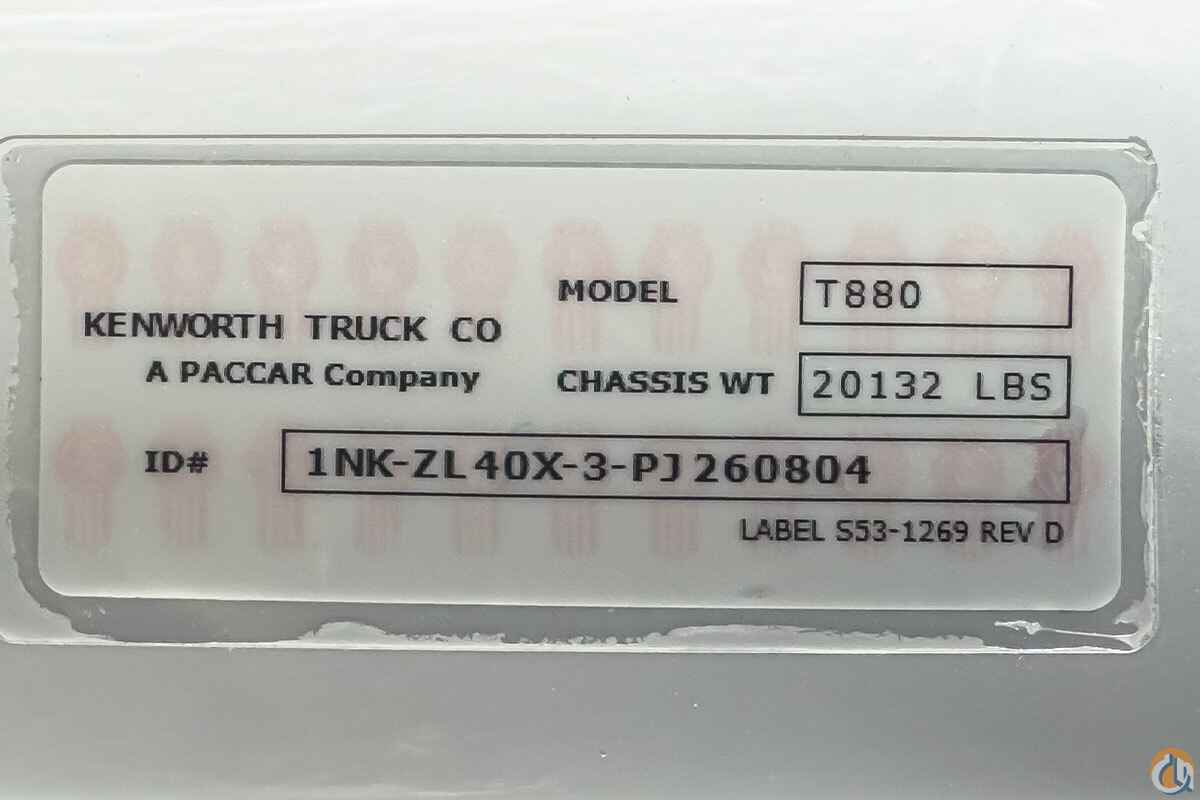 KENWORTH TRUCK CO
A PACCAR Company
MODEL T880
CHASSIS WT 20132 LBS
ID# 1NK-ZL40X-3-PJ260804
LABEL S53-1269 REV D